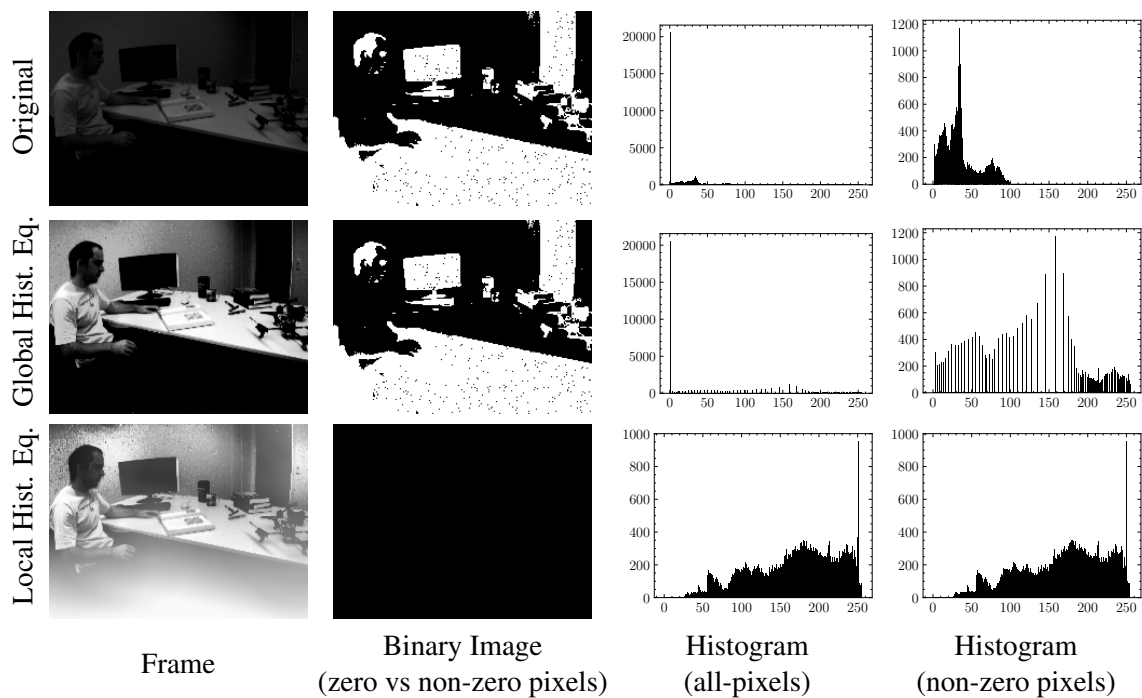 Original
20000
15000
10000
5000
0
0 50 100 150 200 250
1200
1000
800
600
400
200
0
0 50 100 150 200 250
Global Hist. Eq.
20000
15000
10000
5000
0
0 50 100 150 200 250
1200
1000
800
600
400
200
0
0 50 100 150 200 250
Local Hist. Eq.
1000
800
600
400
200
0
0 50 100 150 200 250
1000
800
600
400
200
0
0 50 100 150 200 250
Frame
Binary Image
(zero vs non-zero pixels)
Histogram
(all-pixels)
Histogram
(non-zero pixels)